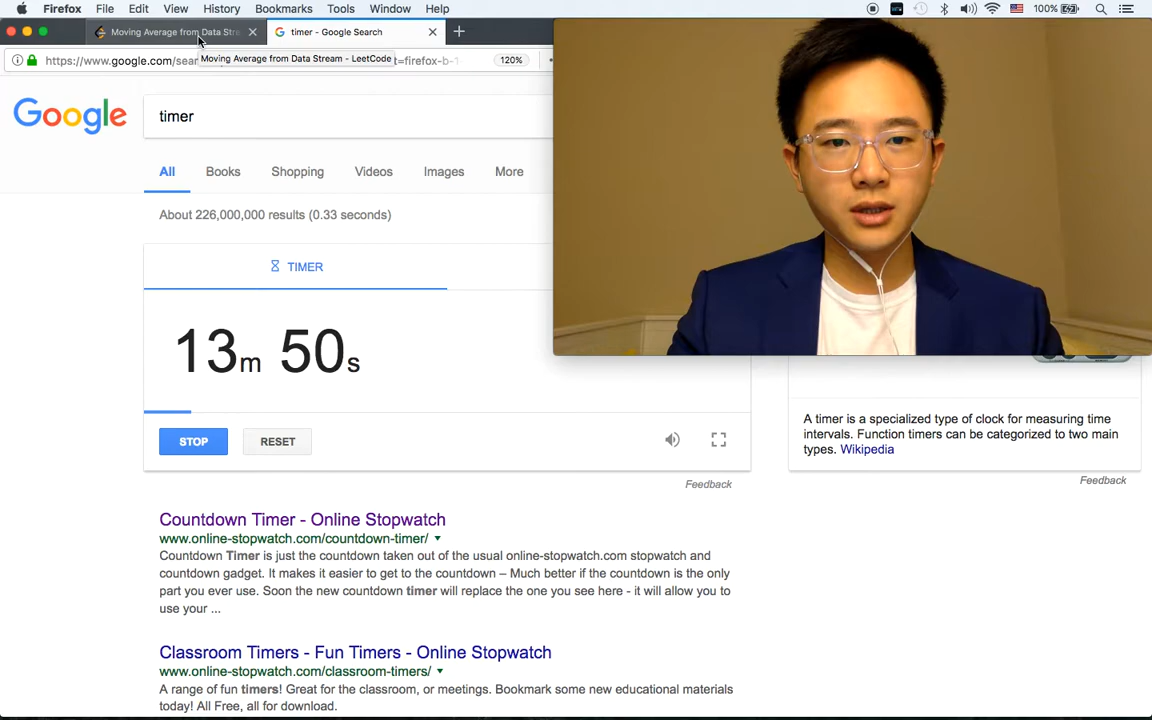 Firefox File Edit View History Bookmarks Tools Window Help 100%
Moving Average from Data Stre
timer - Google Search
https://www.google.com/sear
t=firefox-b-1
120%
Moving Average from Data Stream - LeetCode
Google
timer
All Books Shopping Videos Images More
About 226,000,000 results (0.33 seconds)
TIMER
13m 50s
STOP RESET
Feedback
A timer is a specialized type of clock for measuring time
intervals. Function timers can be categorized to two main
types. Wikipedia
Feedback
Countdown Timer - Online Stopwatch
www.online-stopwatch.com/countdown-timer/
Countdown Timer is just the countdown taken out of the usual online-stopwatch.com stopwatch and
countdown gadget. It makes it easier to get to the countdown – Much better if the countdown is the only
part you ever use. Soon the new countdown timer will replace the one you see here - it will allow you to
use your ...
Classroom Timers - Fun Timers - Online Stopwatch
www.online-stopwatch.com/classroom-timers/
A range of fun timers! Great for the classroom, or meetings. Bookmark some new educational materials
today! All Free, all for download.